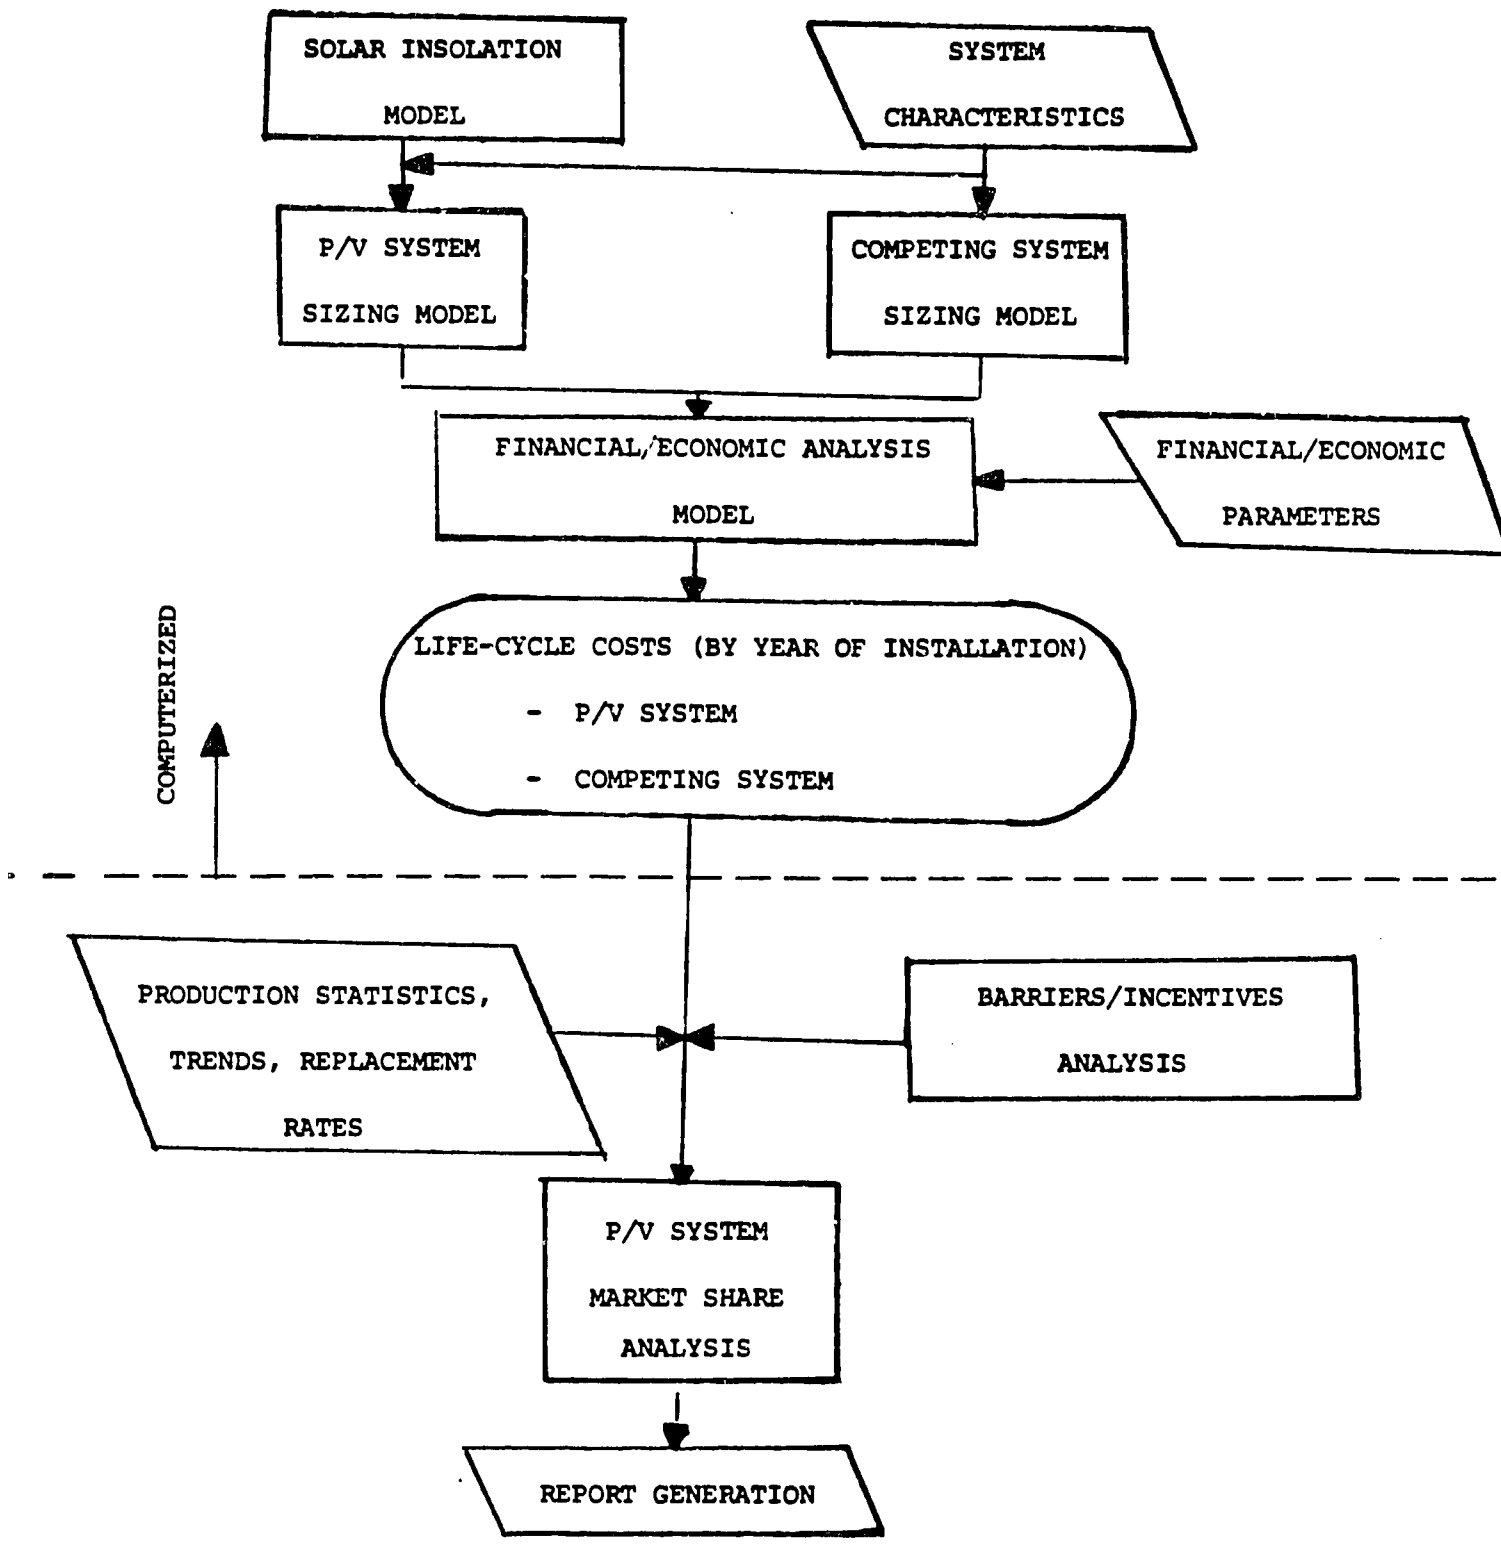 SOLAR INSOLATION
MODEL
SYSTEM
CHARACTERISTICS
P/V SYSTEM
SIZING MODEL
COMPETING SYSTEM
SIZING MODEL
FINANCIAL/ECONOMIC ANALYSIS
MODEL
FINANCIAL/ECONOMIC
PARAMETERS
LIFE-CYCLE COSTS (BY YEAR OF INSTALLATION)
- P/V SYSTEM
- COMPETING SYSTEM
COMPUTERIZED
PRODUCTION STATISTICS,
TRENDS, REPLACEMENT
RATES
BARRIERS/INCENTIVES
ANALYSIS
P/V SYSTEM
MARKET SHARE
ANALYSIS
REPORT GENERATION